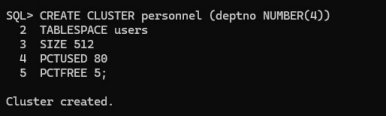 SQL> CREATE CLUSTER personnel (deptno NUMBER(4))
2 TABLESPACE users
3 SIZE 512
4 PCTUSED 80
5 PCTFREE 5;
Cluster created.